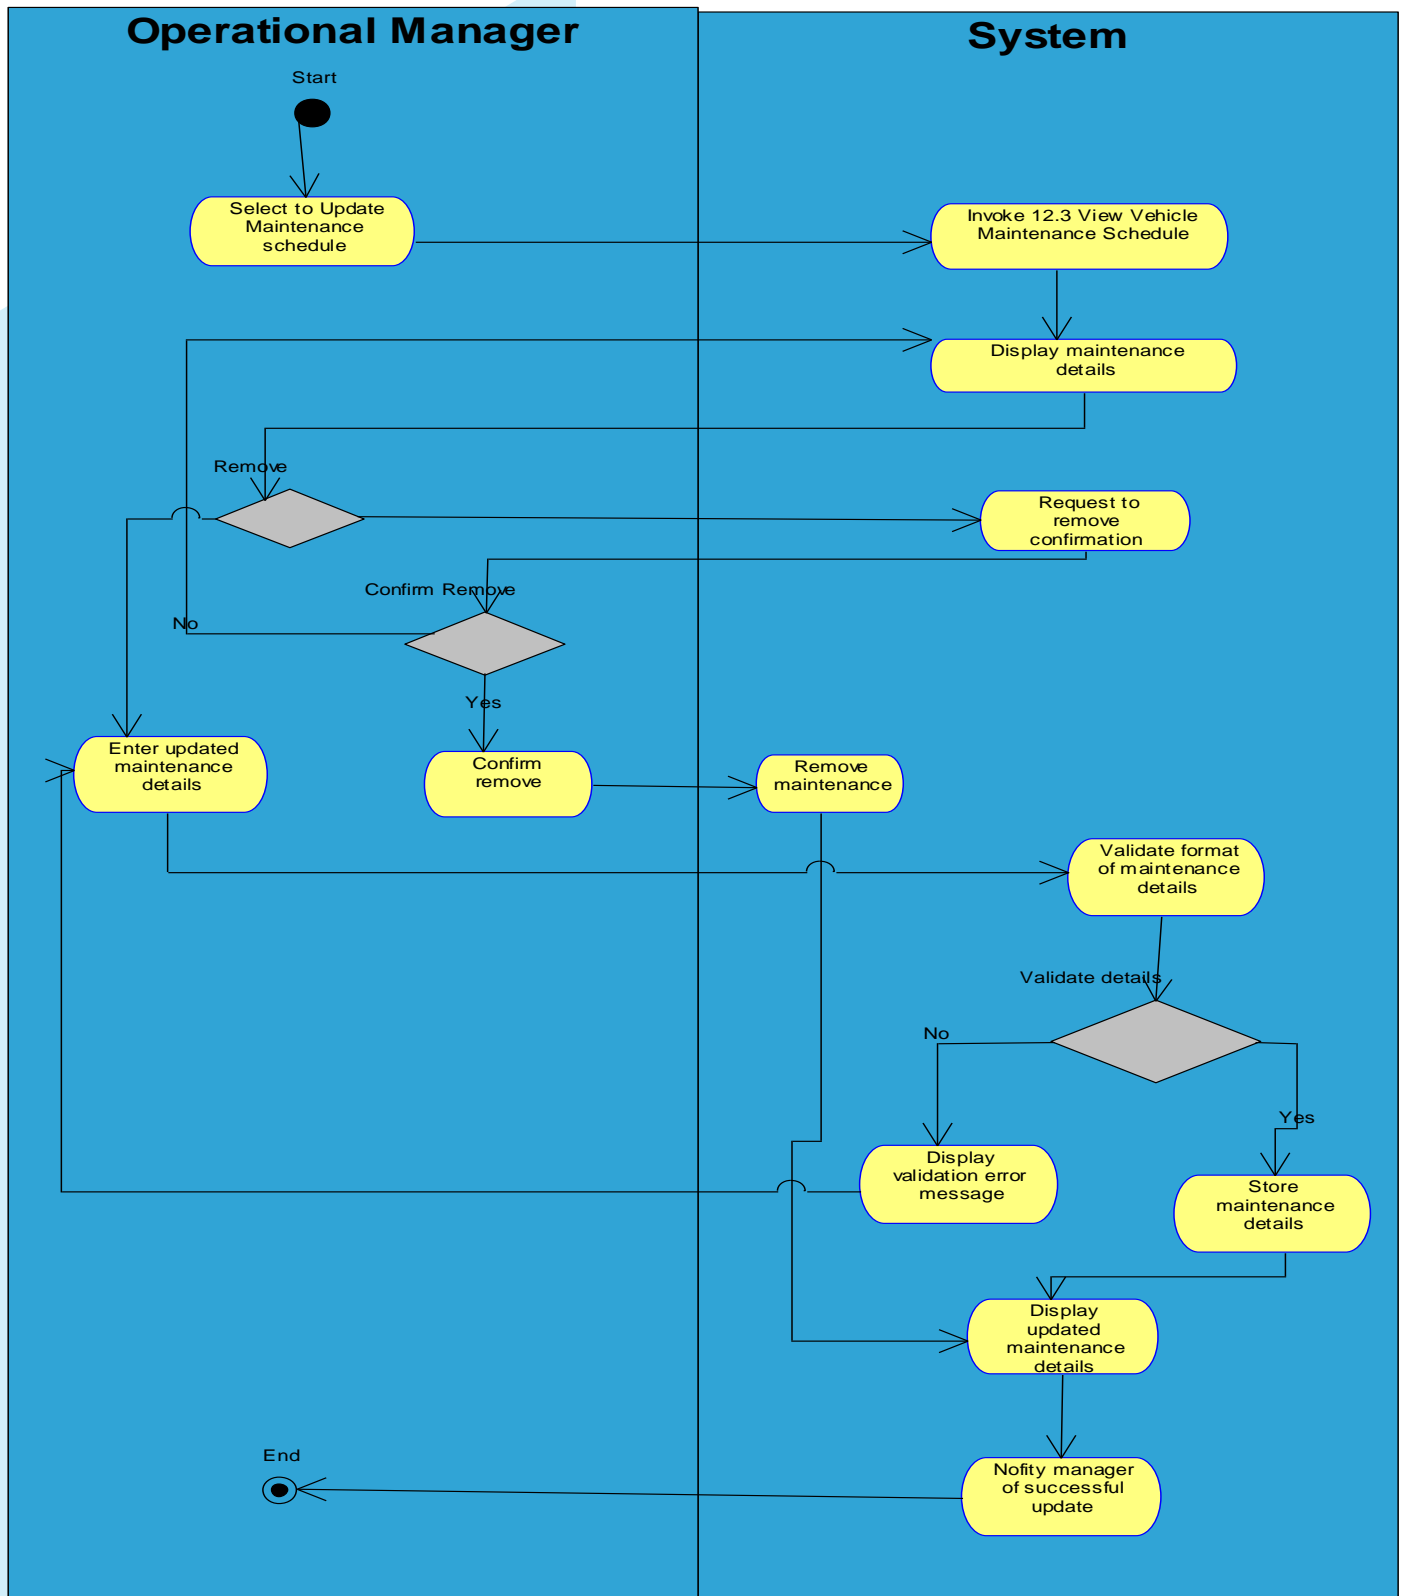 Operational Manager
System
Start
Select to Update
Maintenance
schedule
Invoke 12.3 View Vehicle
Maintenance Schedule
Display maintenance
details
Remove
Request to
remove
confirmation
Confirm Remove
No
Yes
Enter updated
maintenance
details
Confirm
remove
Remove
maintenance
Validate format
of maintenance
details
Validate details
No
Yes
Display
validation error
message
Store
maintenance
details
Display
updated
maintenance
details
End
Nofity manager
of successful
update